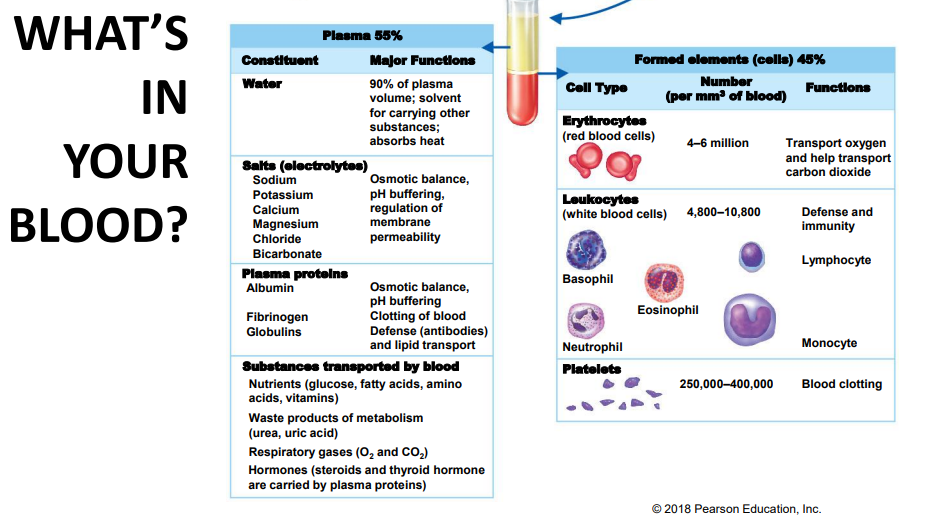 WHAT'S
IN
YOUR
BLOOD?
Plasma 55%
Constituent Major Functions
Water 90% of plasma
volume; solvent
for carrying other
substances;
absorbs heat
Salts (electrolytes)
Sodium Osmotic balance,
Potassium pH buffering,
Calcium regulation of
Magnesium membrane
Chloride permeability
Bicarbonate
Plasma proteins
Albumin Osmotic balance,
pH buffering
Fibrinogen Clotting of blood
Globulins Defense (antibodies)
and lipid transport
Substances transported by blood
Nutrients (glucose, fatty acids, amino
acids, vitamins)
Waste products of metabolism
(urea, uric acid)
Respiratory gases (O₂ and CO₂)
Hormones (steroids and thyroid hormone
are carried by plasma proteins)
Formed elements (cells) 45%
Cell Type Number
(per mm³ of blood) Functions
Erythrocytes
(red blood cells) 4–6 million Transport oxygen
and help transport
carbon dioxide
Leukocytes
(white blood cells) 4,800–10,800 Defense and
immunity
Lymphocyte
Basophil
Eosinophil
Neutrophil Monocyte
Platelets
250,000–400,000 Blood clotting
© 2018 Pearson Education, Inc.